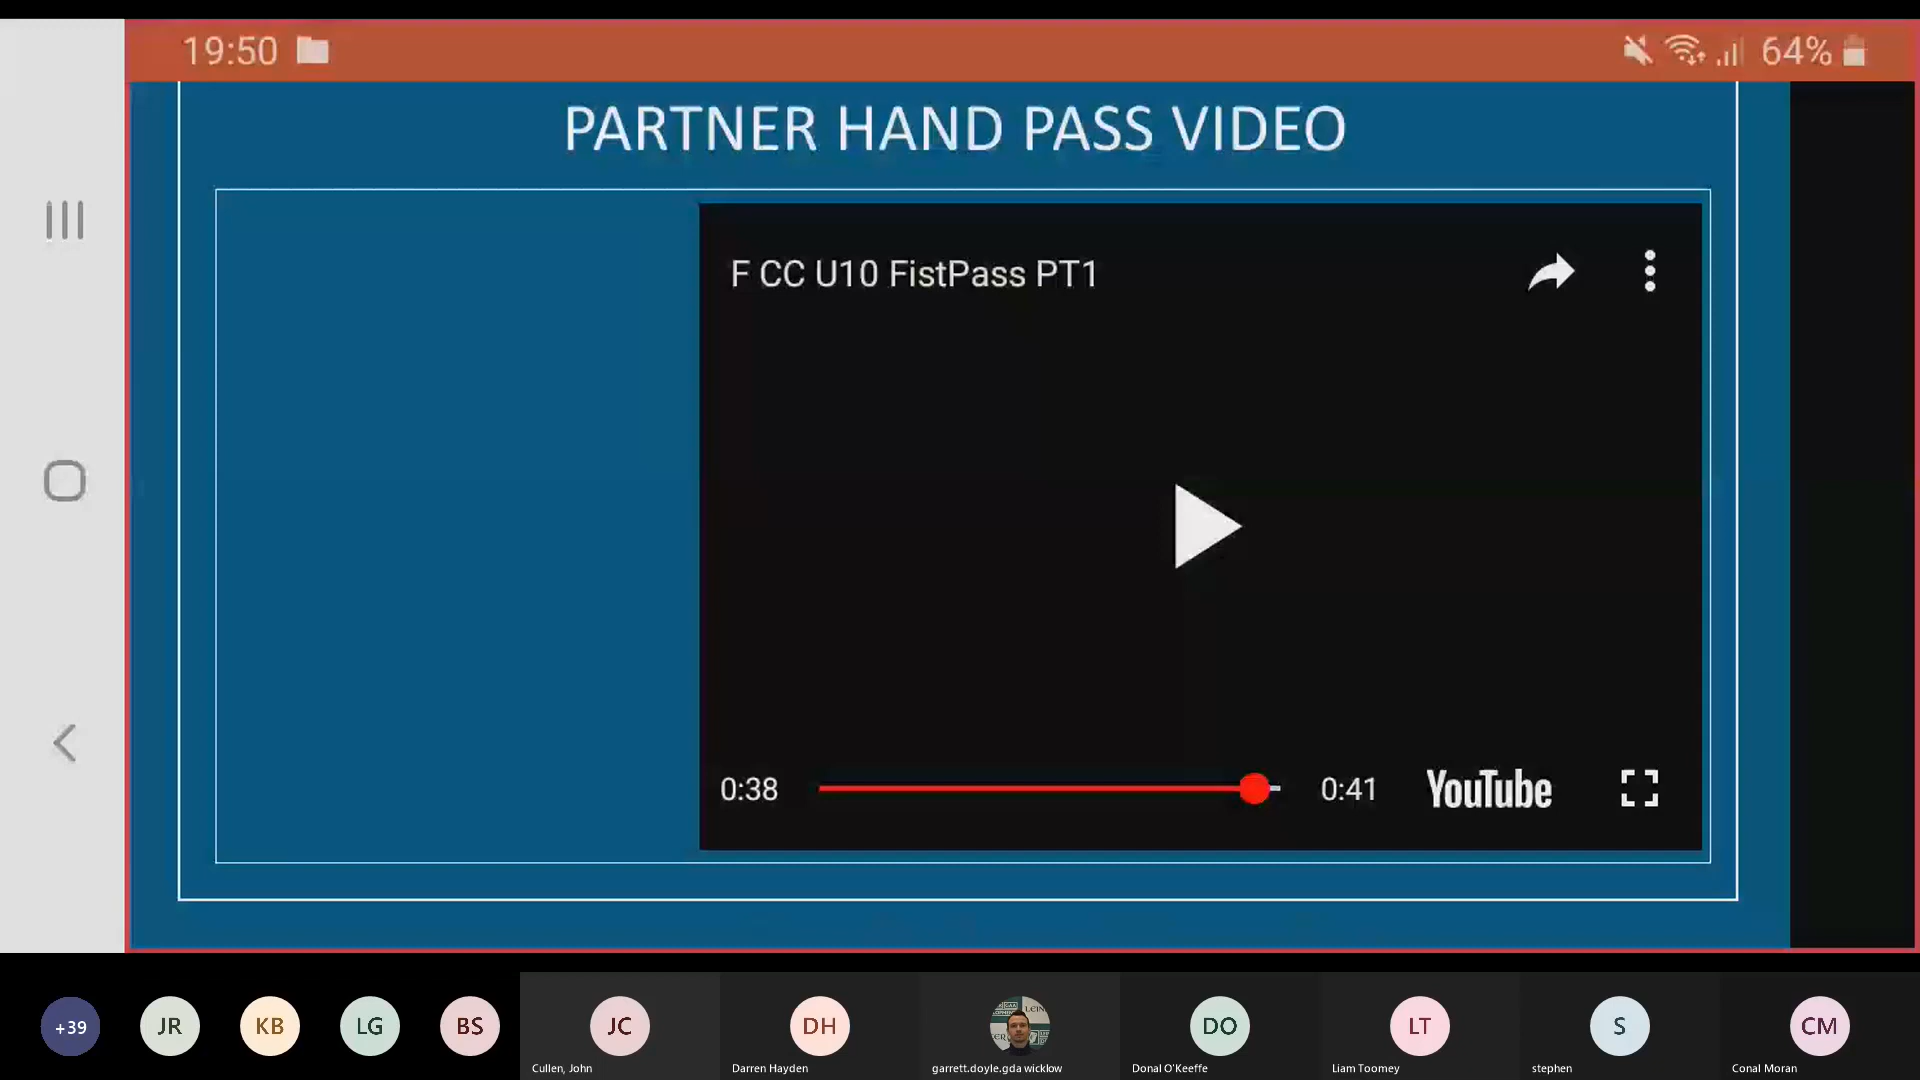 19:50
64%
PARTNER HAND PASS VIDEO
F CC U10 FistPass PT1
0:38
0:41
YouTube
+39
JR
KB
LG
BS
JC
DH
DO
LT
S
CM
Cullen, John
Darren Hayden
garrett.doyle.gda wicklow
Donal O'Keeffe
Liam Toomey
stephen
Conal Moran